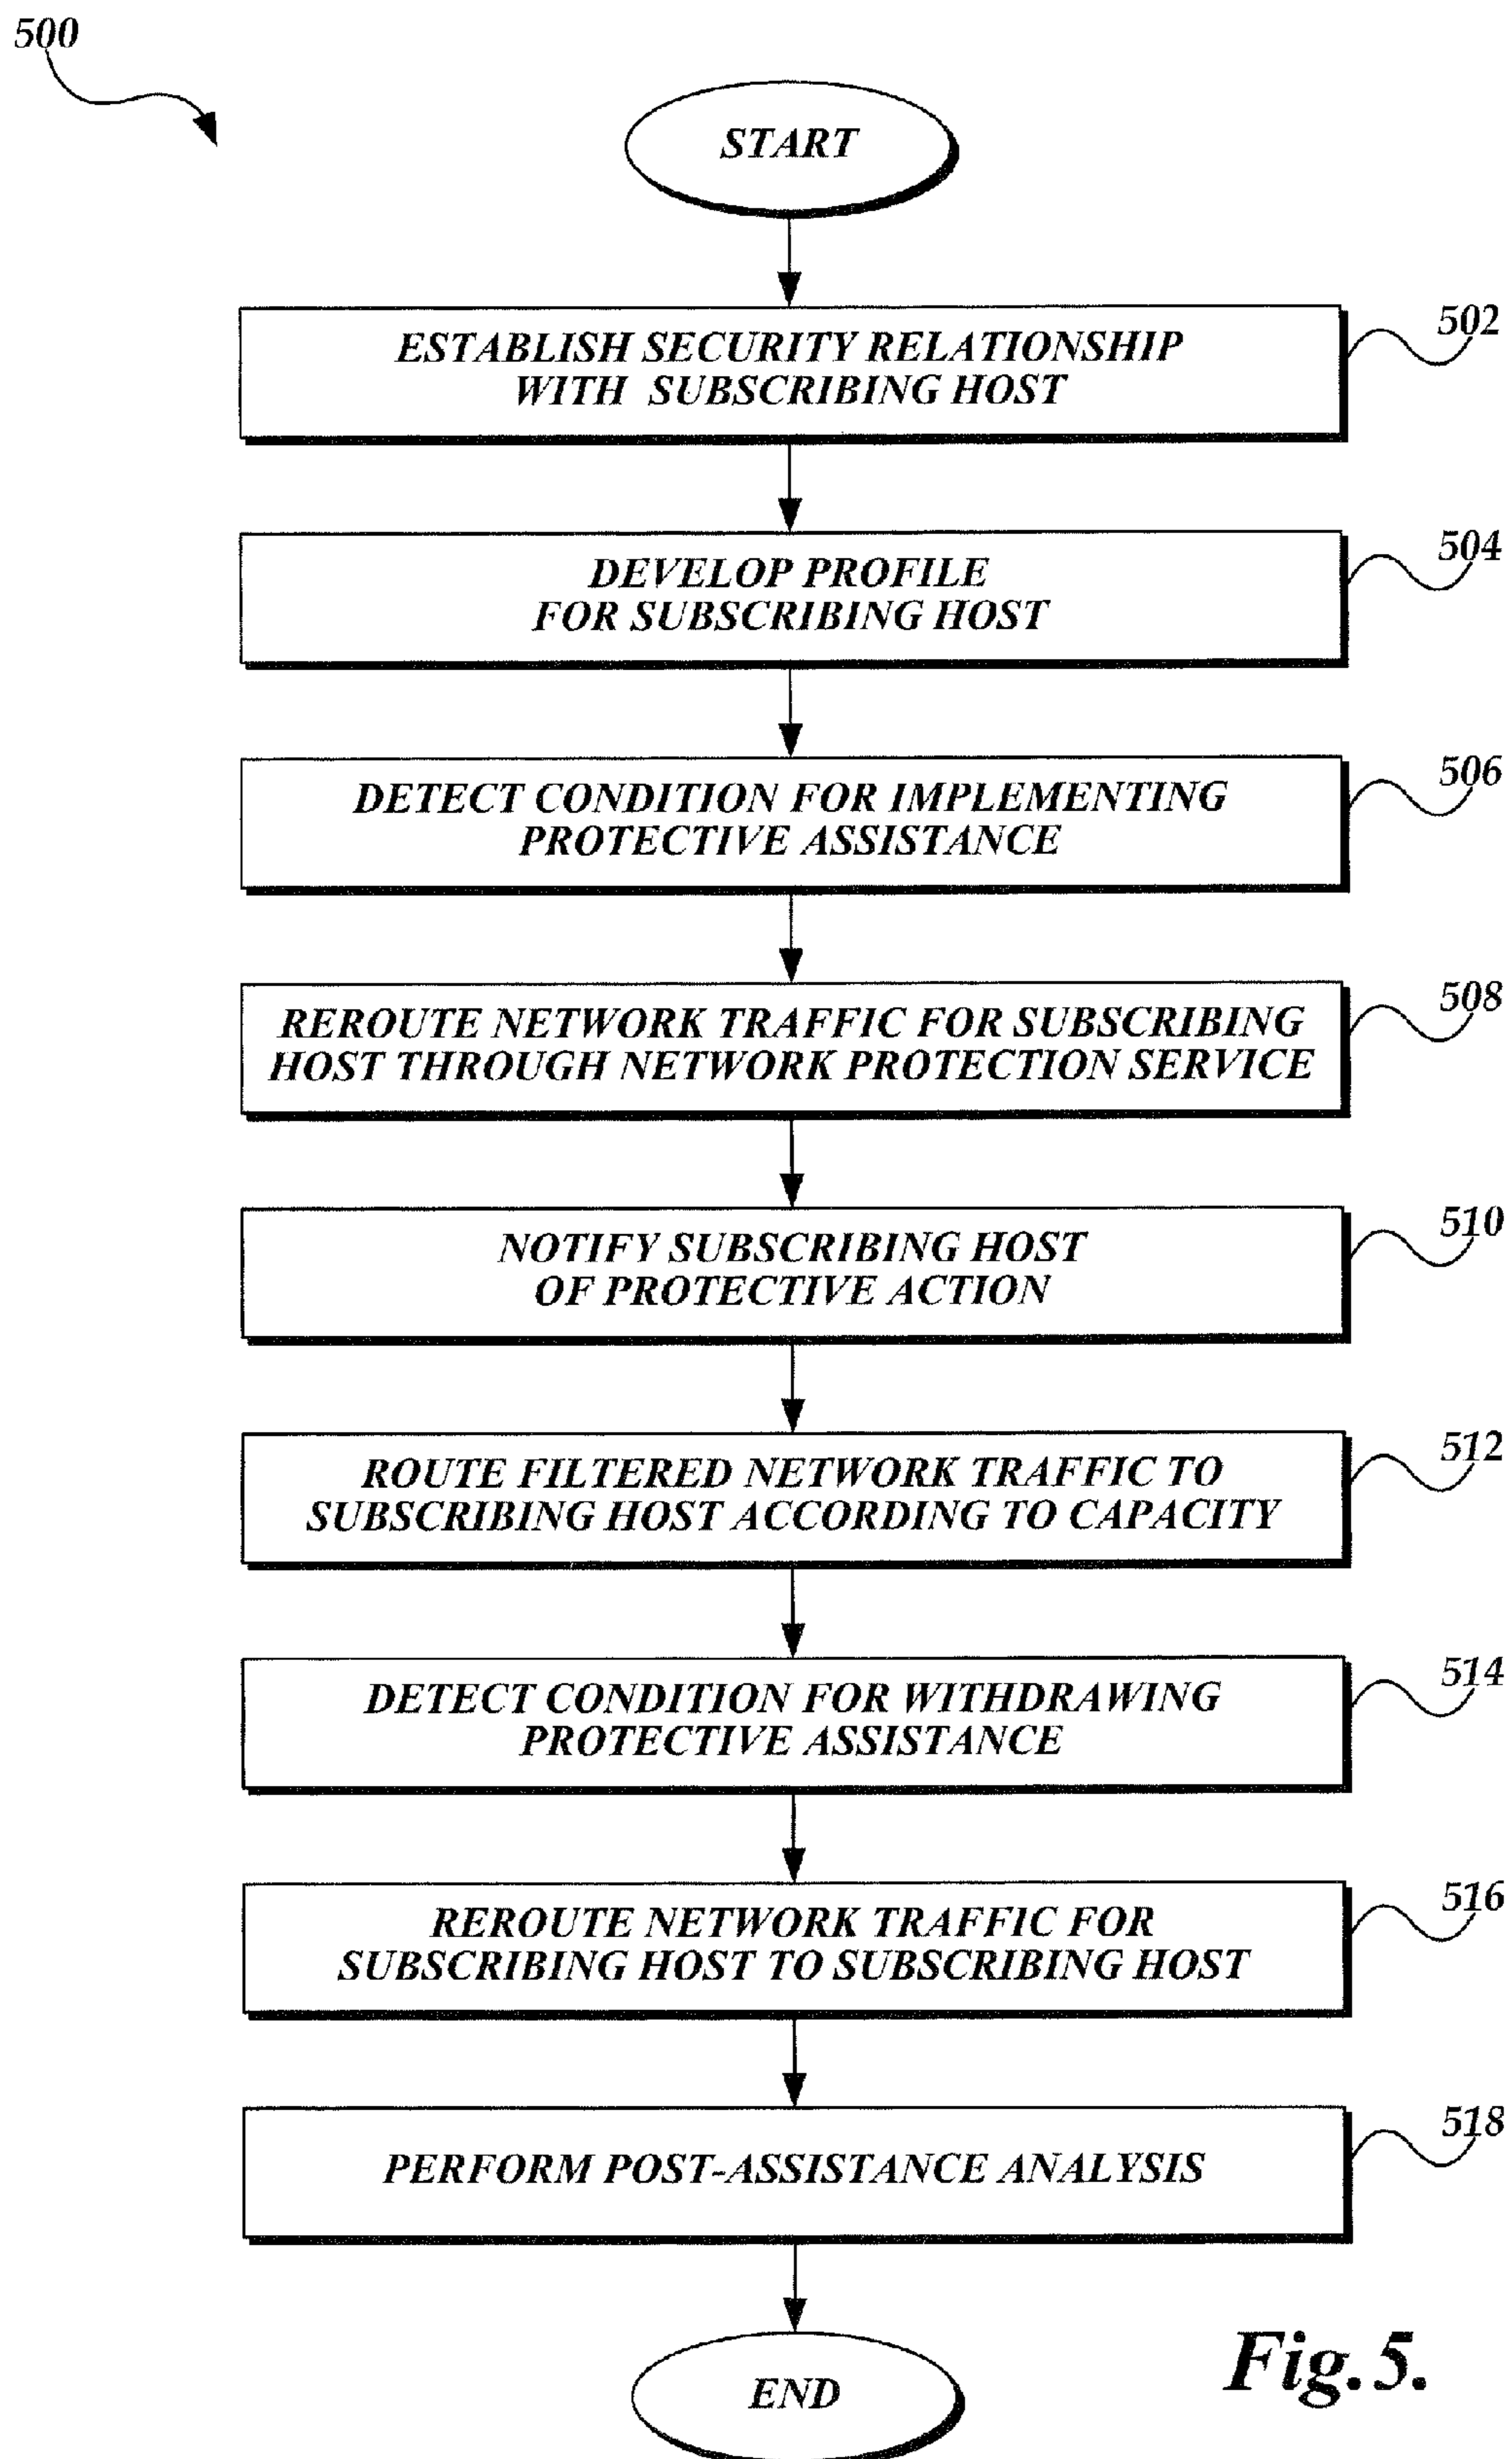 500
START
ESTABLISH SECURITY RELATIONSHIP
WITH SUBSCRIBING HOST
502
DEVELOP PROFILE
FOR SUBSCRIBING HOST
504
DETECT CONDITION FOR IMPLEMENTING
PROTECTIVE ASSISTANCE
506
REROUTE NETWORK TRAFFIC FOR SUBSCRIBING
HOST THROUGH NETWORK PROTECTION SERVICE
508
NOTIFY SUBSCRIBING HOST
OF PROTECTIVE ACTION
510
ROUTE FILTERED NETWORK TRAFFIC TO
SUBSCRIBING HOST ACCORDING TO CAPACITY
512
DETECT CONDITION FOR WITHDRAWING
PROTECTIVE ASSISTANCE
514
REROUTE NETWORK TRAFFIC FOR
SUBSCRIBING HOST TO SUBSCRIBING HOST
516
PERFORM POST-ASSISTANCE ANALYSIS
518
END
Fig. 5.